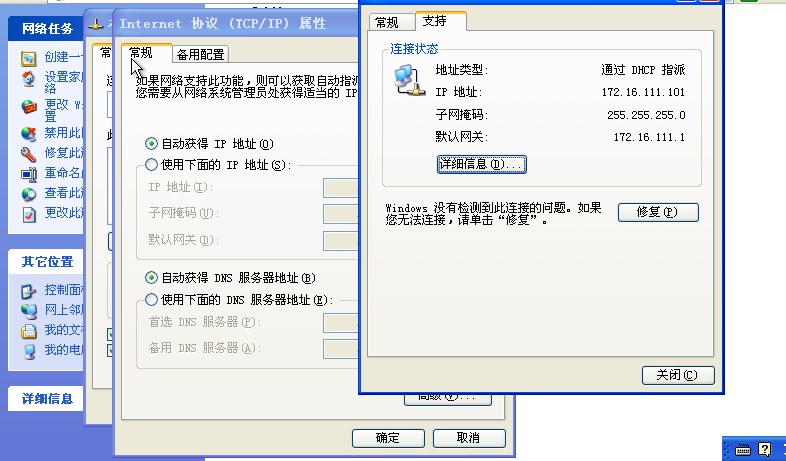 网络任务
创建一
设置家
络
更改 W
置
禁用此
修复此
重命名
查看此
更改此
其它位置
控制面
网上邻
我的文
我的电
详细信息
常
Internet 协议 (TCP/IP) 属性
常规
备用配置
如果网络支持此功能，则可以获取自动指派
您需要从网络系统管理员处获得适当的 IP
自动获得 IP 地址(O)
使用下面的 IP 地址(S):
IP 地址(I):
子网掩码(U):
默认网关(D):
自动获得 DNS 服务器地址(B)
使用下面的 DNS 服务器地址(E):
首选 DNS 服务器(P):
备用 DNS 服务器(A):
高级(V)...
确定
取消
常规
支持
连接状态
地址类型: 通过 DHCP 指派
IP 地址: 172.16.111.101
子网掩码: 255.255.255.0
默认网关: 172.16.111.1
详细信息(D)...
Windows 没有检测到此连接的问题。如果
您无法连接，请单击“修复”。
修复(P)
关闭(C)